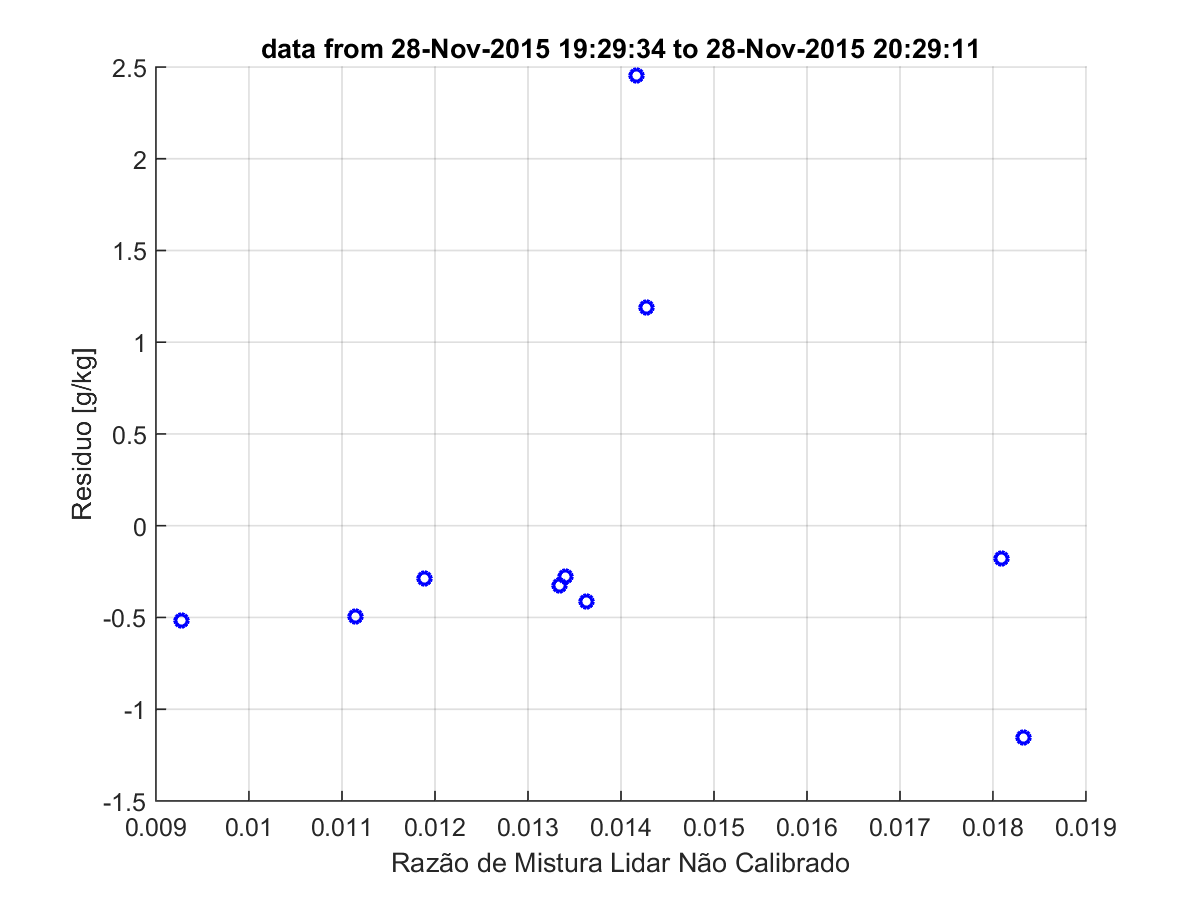 data from 28-Nov-2015 19:29:34 to 28-Nov-2015 20:29:11
2.5
2
1.5
1
0.5
0
-0.5
-1
-1.5
Residuo [g/kg]
0.009 0.01 0.011 0.012 0.013 0.014 0.015 0.016 0.017 0.018 0.019
Razão de Mistura Lidar Não Calibrado